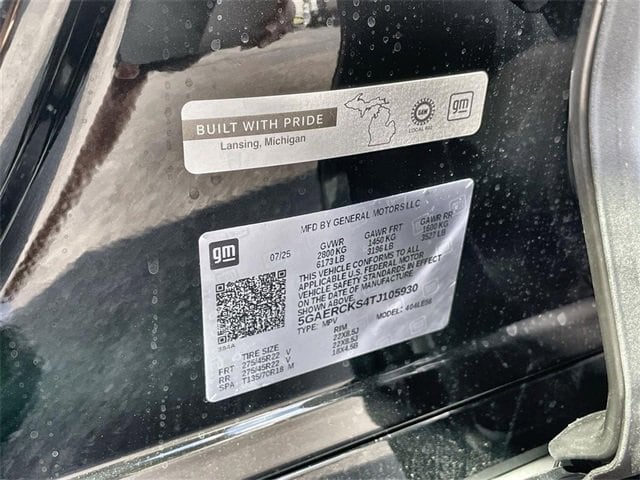 BUILT WITH PRIDE
Lansing, Michigan
LOCAL 602
gm
gm
MFD BY GENERAL MOTORS LLC
07/25
GVWR GAWR FRT GAWR RR
2800 KG 1450 KG 1600 KG
6173 LB 3196 LB 3527 LB
THIS VEHICLE CONFORMS TO ALL
APPLICABLE U.S. FEDERAL MOTOR
VEHICLE SAFETY STANDARDS IN EFFECT
ON THE DATE OF MANUFACTURE
SHOWN ABOVE.
5GAERCKS4TJ105930
TYPE: MPV MODEL:
TIRE SIZE RIM
FRT 275/45R22 V 22X8.5J
RR 275/45R22 V 22X8.5J
SPA T135/70R18 M 18X4.5B